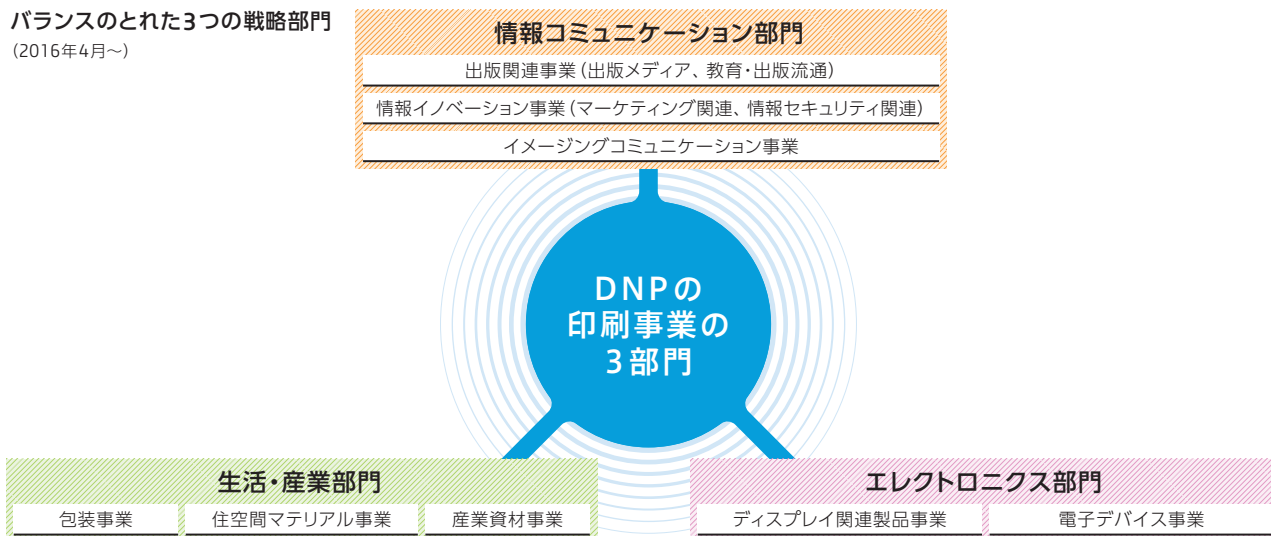 バランスのとれた3つの戦略部門
(2016年4月~)
情報コミュニケーション部門
出版関連事業(出版メディア、教育・出版流通)
情報イノベーション事業(マーケティング関連、情報セキュリティ関連)
イメージングコミュニケーション事業
DNPの
印刷事業の
3部門
生活・産業部門
包装事業 住空間マテリアル事業 産業資材事業
エレクトロニクス部門
ディスプレイ関連製品事業 電子デバイス事業